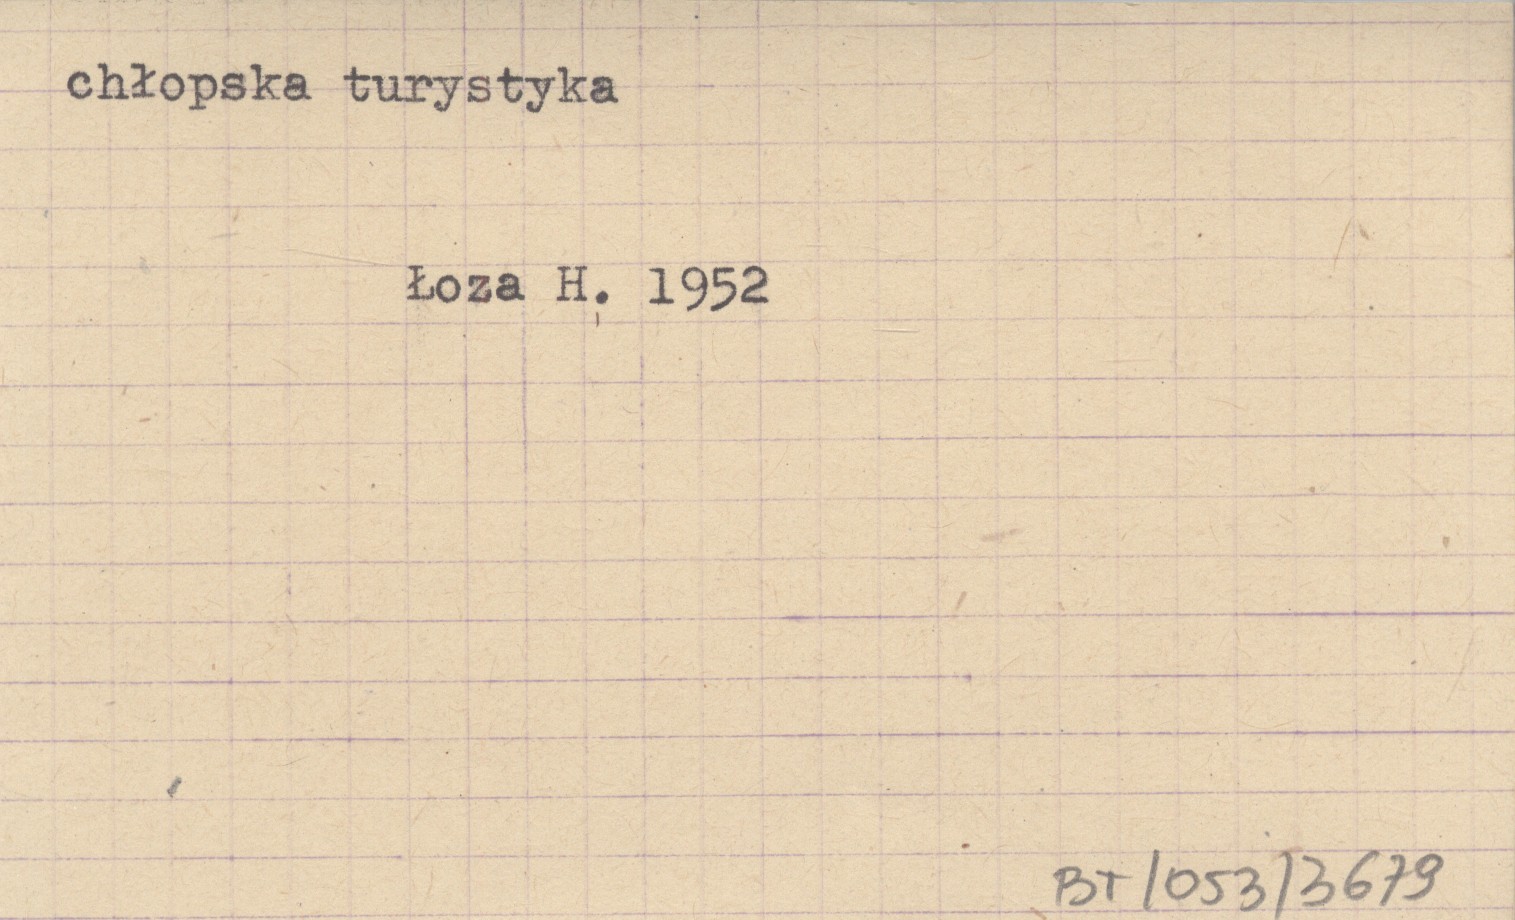 chłopska turystyka
Łoza H. 1952
BT/053/3679